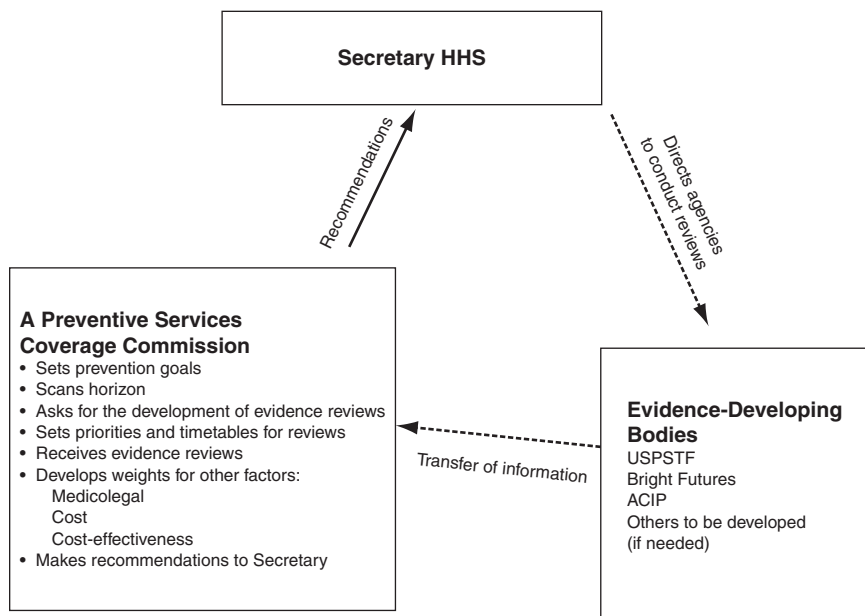 Secretary HHS
Recommendations
Directs agencies
to conduct reviews
A Preventive Services
Coverage Commission
• Sets prevention goals
• Scans horizon
• Asks for the development of evidence reviews
• Sets priorities and timetables for reviews
• Receives evidence reviews
• Develops weights for other factors:
Medicolegal
Cost
Cost-effectiveness
• Makes recommendations to Secretary
Transfer of information
Evidence-Developing
Bodies
USPSTF
Bright Futures
ACIP
Others to be developed
(if needed)